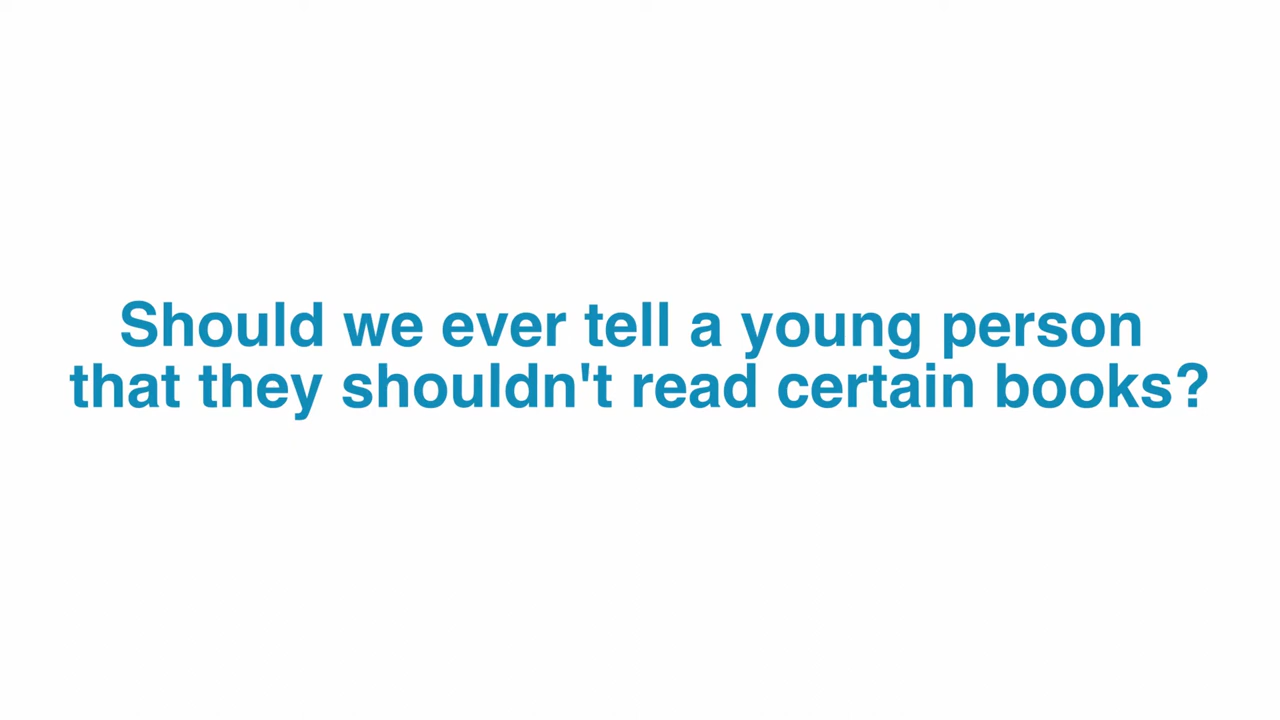 Should we ever tell a young person
that they shouldn't read certain books?